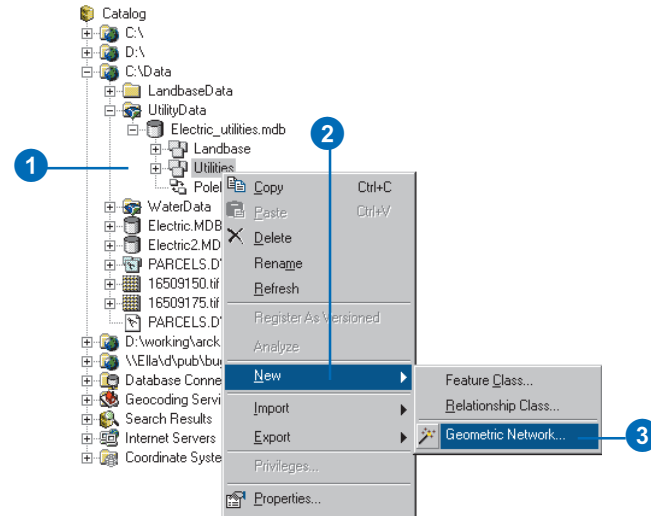 Catalog
C:\
D:\
C:\Data
LandbaseData
UtilityData
Electric_utilities.mdb
2
Landbase
1
Utilities
Copy Ctrl+C
WaterData
Paste Ctrl+V
Electric.MDB
Delete
Electric2.MD
Rename
PARCELS.D
16509150.tif
Refresh
16509175.tif
Register As Versioned
PARCELS.D
D:\working\arck
Analyze
\\Ella\d\pub\bu
Database Conne
New
Feature Class...
Geocoding Servi
Import
Relationship Class...
Search Results
Internet Servers
Export
Geometric Network...
3
Coordinate Syste
Privileges...
Properties...